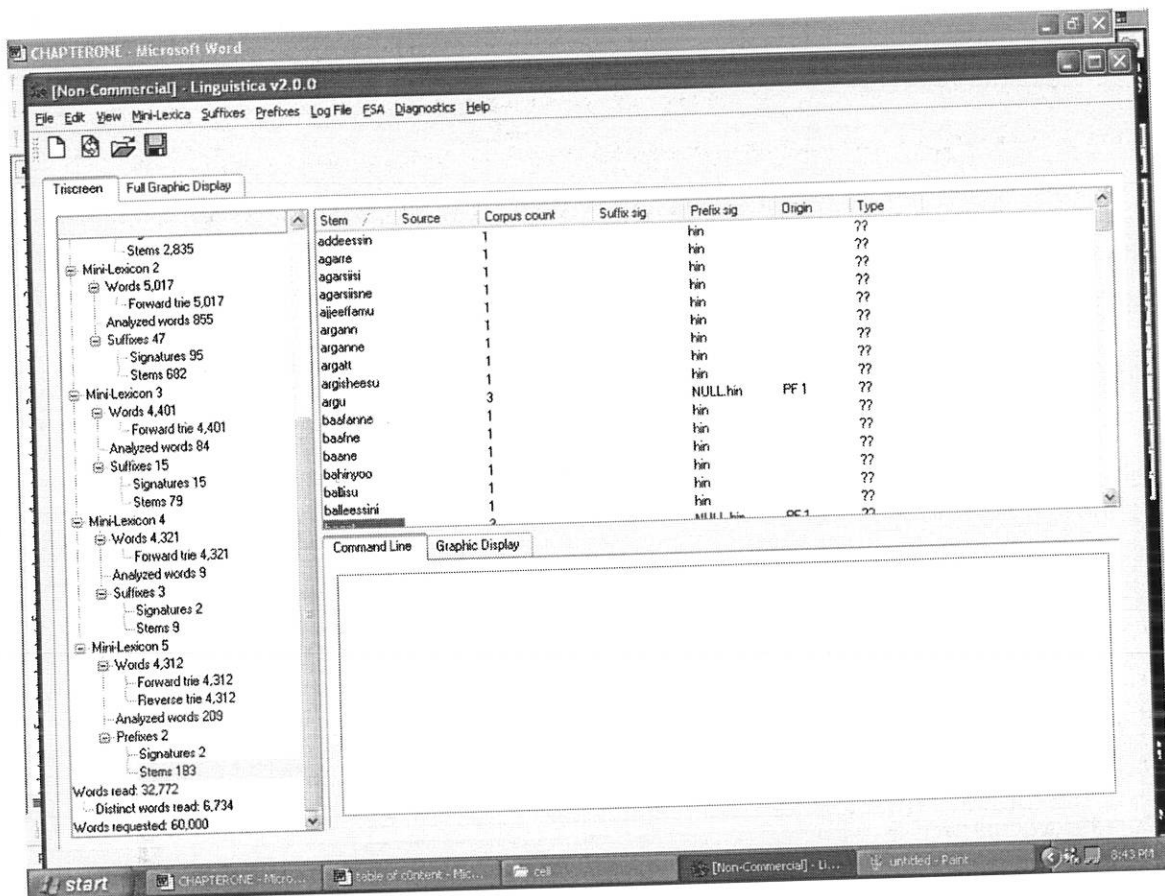 CHAPTERONE - Microsoft Word
[Non-Commercial] - Linguistica v2.0.0
File Edit View Mini-Lexica Suffixes Prefixes Log File FSA Diagnostics Help
Triscreen Full Graphic Display
Stems 2,835
Mini-Lexicon 2
Words 5,017
Forward trie 5,017
Analyzed words 855
Suffixes 47
Signatures 95
Stems 682
Mini-Lexicon 3
Words 4,401
Forward trie 4,401
Analyzed words 84
Suffixes 15
Signatures 15
Stems 79
Mini-Lexicon 4
Words 4,321
Forward trie 4,321
Analyzed words 9
Suffixes 3
Signatures 2
Stems 9
Mini-Lexicon 5
Words 4,312
Forward trie 4,312
Reverse trie 4,312
Analyzed words 209
Prefixes 2
Signatures 2
Stems 183
Words read: 32,772
Distinct words read: 6,734
Words requested: 60,000
Stem Source Corpus count Suffix sig Prefix sig Origin Type
addeessin 1 hin ??
agarre 1 hin ??
agarsiisi 1 hin ??
agarsiisne 1 hin ??
ajjeeffamu 1 hin ??
argann 1 hin ??
arganne 1 hin ??
argatt 1 hin ??
argisheesu 1 hin ??
argu 3 NULL.hin PF 1 ??
baafanne 1 hin ??
baafne 1 hin ??
baane 1 hin ??
bahinyoo 1 hin ??
ballisu 1 hin ??
balleessini 1 hin ??
Command Line Graphic Display
start CHAPTERONE - Micro... table of c0ntent - Mic... cell [Non-Commercial] - Li... untitled - Paint 8:43 PM